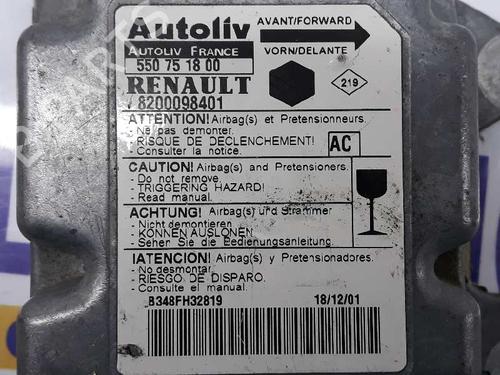 Autoliv
AUTOLIV FRANCE
550 75 18 00
AVANT/FORWARD
VORN/DELANTE
RENAULT
8200098401
219
ATTENTION! Airbag(s) et Pretensionneurs.
- Ne pas demonter.
- RISQUE DE DECLENCHEMENT!
- Consulter la notice.
AC
CAUTION! Airbag(s) and Pretensioners.
- Do not remove.
- TRIGGERING HAZARD!
- Read manual.
ACHTUNG! Airbag(s) und Strammer
- Nicht demontieren
- KÖNNEN AUSLÖSEN
- Sehen Sie die Bedienungsanleitung.
!ATENCION! Airbag(s) y Pretensionadores.
- No desmontar.
- RIESGO DE DISPARO.
- Consulte el manual.
B348FH32819
18/12/01